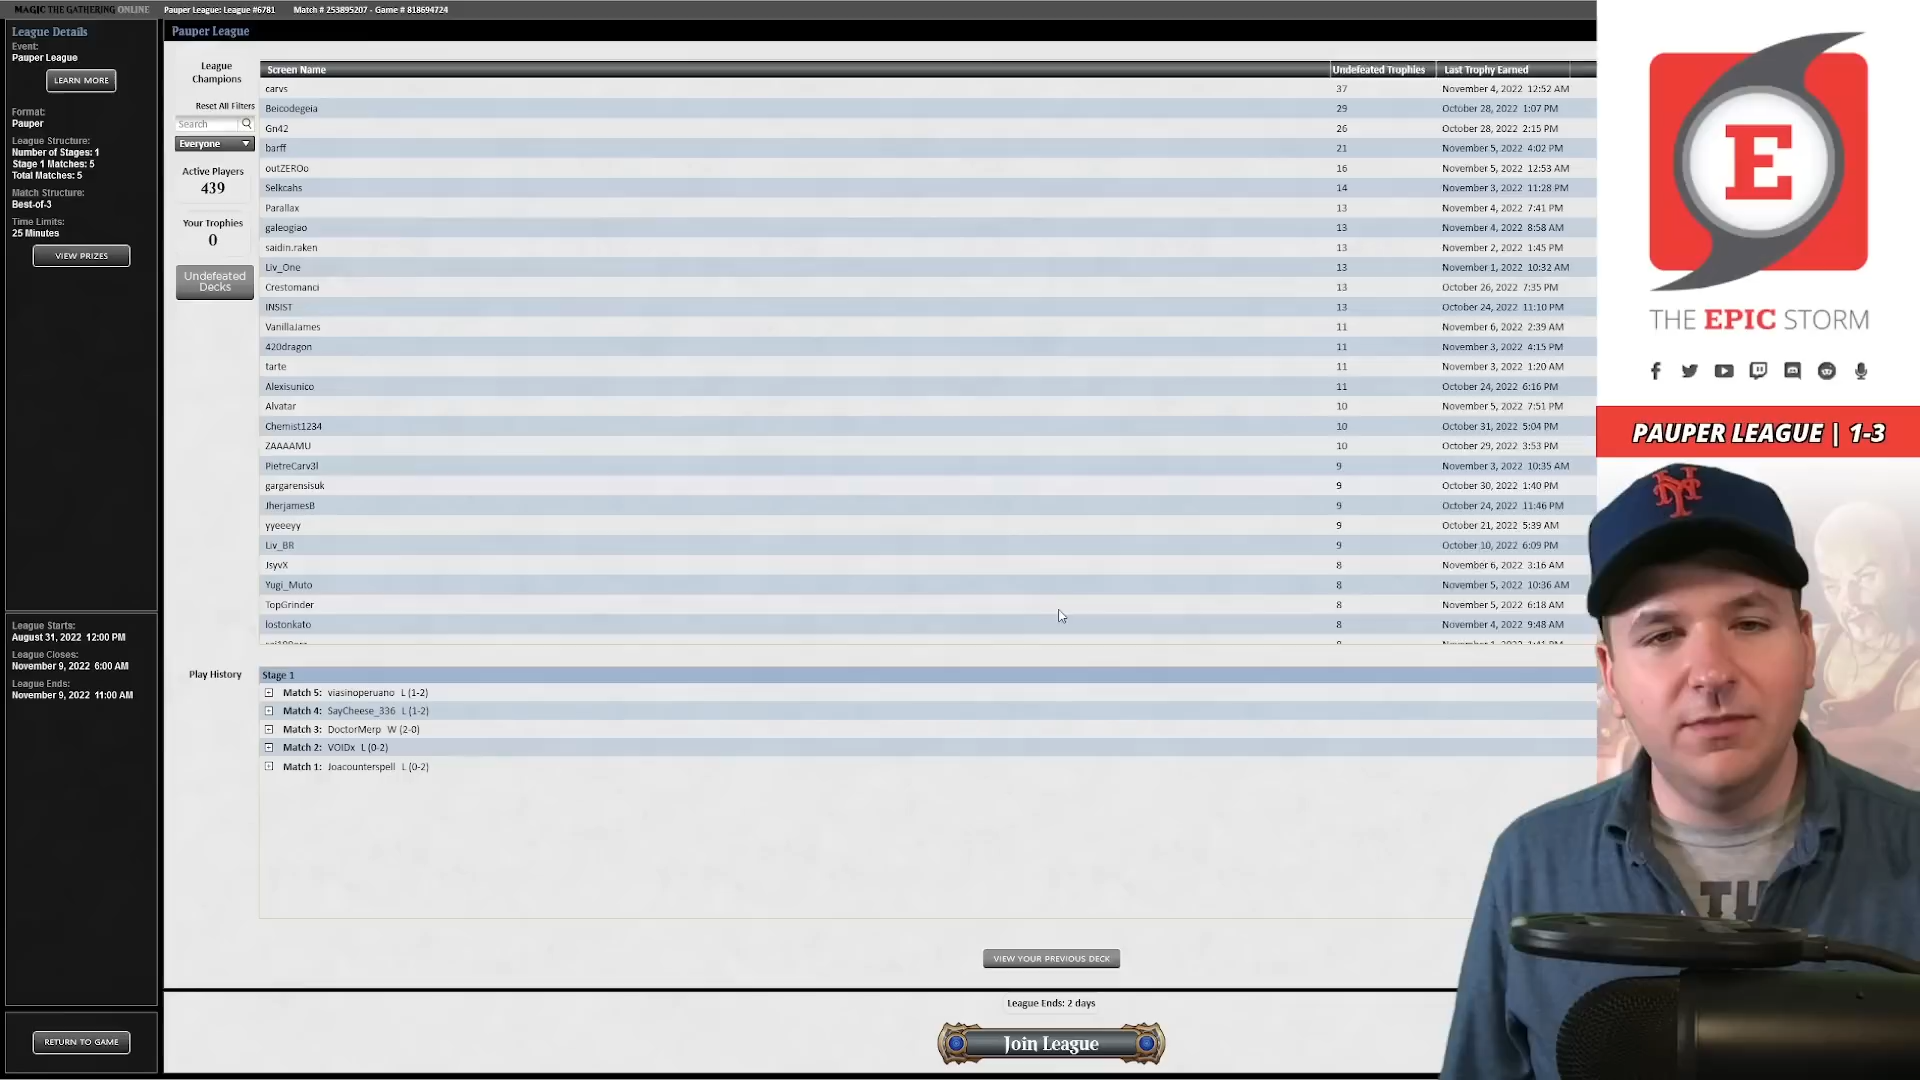 MAGIC THE GATHERING ONLINE Pauper League: League #6781 Match # 253895207 - Game # 818694724
League Details
Event:
Pauper League
LEARN MORE
Format:
Pauper
League Structure:
Number of Stages: 1
Stage 1 Matches: 5
Total Matches: 5
Match Structure:
Best-of-3
Time Limits:
25 Minutes
VIEW PRIZES
League Starts:
August 31, 2022 12:00 PM
League Closes:
November 9, 2022 6:00 AM
League Ends:
November 9, 2022 11:00 AM
RETURN TO GAME
Pauper League
League
Champions
Reset All Filters
Search
Everyone
Active Players
439
Your Trophies
0
Undefeated
Decks
Screen Name Undefeated Trophies Last Trophy Earned
carvs 37 November 4, 2022 12:52 AM
Beicodegeia 29 October 28, 2022 1:07 PM
Gn42 26 October 28, 2022 2:15 PM
barff 21 November 5, 2022 4:02 PM
outZEROo 16 November 5, 2022 12:53 AM
Selkcahs 14 November 3, 2022 11:28 PM
Parallax 13 November 4, 2022 7:41 PM
galeogiao 13 November 4, 2022 8:58 AM
saidin.raken 13 November 2, 2022 1:45 PM
Liv_One 13 November 1, 2022 10:32 AM
Crestomanci 13 October 26, 2022 7:35 PM
INSIST 13 October 24, 2022 11:10 PM
VanillaJames 11 November 6, 2022 2:39 AM
420dragon 11 November 3, 2022 4:15 PM
tarte 11 November 3, 2022 1:20 AM
Alexisunico 11 October 24, 2022 6:16 PM
Alvatar 10 November 5, 2022 7:51 PM
Chemist1234 10 October 31, 2022 5:04 PM
ZAAAAMU 10 October 29, 2022 3:53 PM
PietreCarv3l 9 November 3, 2022 10:35 AM
gargarensisuk 9 October 30, 2022 1:40 PM
JherjamesB 9 October 24, 2022 11:46 PM
yyeeeyy 9 October 21, 2022 5:39 AM
Liv_BR 9 October 10, 2022 6:09 PM
JsyvX 8 November 6, 2022 3:16 AM
Yugi_Muto 8 November 5, 2022 10:36 AM
TopGrinder 8 November 5, 2022 6:18 AM
lostonkato 8 November 4, 2022 9:48 AM
Play History
Stage 1
Match 5: viasinoperuano L (1-2)
Match 4: SayCheese_336 L (1-2)
Match 3: DoctorMerp W (2-0)
Match 2: VOIDx L (0-2)
Match 1: Joacounterspell L (0-2)
VIEW YOUR PREVIOUS DECK
League Ends: 2 days
Join League
E
THE EPIC STORM
PAUPER LEAGUE | 1-3
NY